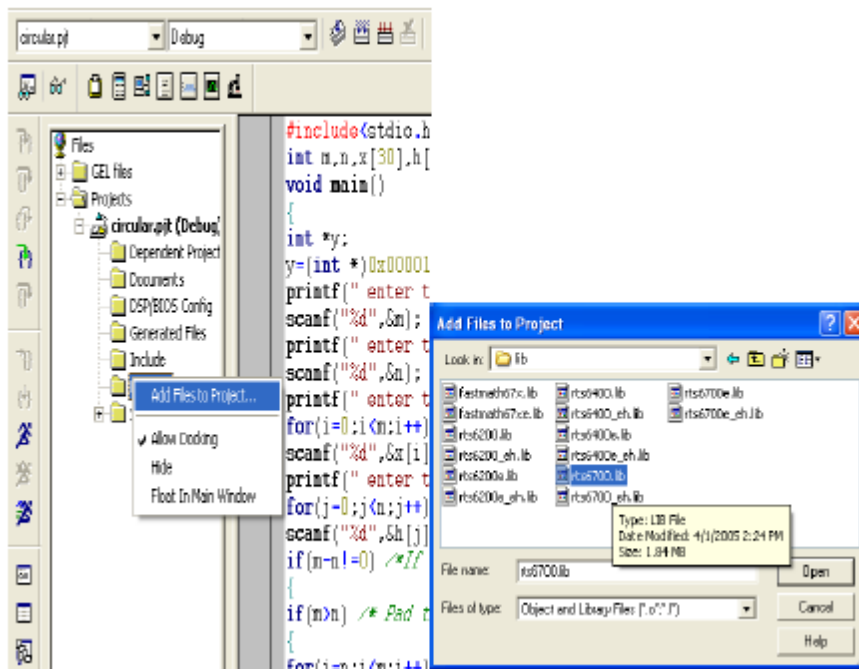 circular.pjt Debug
Files
GEL files
Projects
circular.pjt (Debug)
Dependent Project
Documents
DSP/BIOS Config
Generated Files
Include
Add Files to Project...
Allow Docking
Hide
Float In Main Window
#include<stdio.h
int m,n,x[30],h[
void main()
{
int *y;
y=(int *)0x00001
printf(" enter t
scanf("%d",&m);
printf(" enter t
scanf("%d",&n);
printf(" enter t
for(i=0;i<m;i++)
scanf("%d",&x[i]
printf(" enter t
for(j=0;j<n;j++)
scanf("%d",&h[j]
if(m-n!=0) /*If
{
if(m>n) /* Pad t
{
for(i=n;i<m;i++)
Add Files to Project
Look in: lib
fastmath67x.lib rts6400.lib rts6700e.lib
fastmath67xe.lib rts6400_eh.lib rts6700e_eh.lib
rts6200.lib rts6400e.lib
rts6200_eh.lib rts6400e_eh.lib
rts6200e.lib rts6700.lib
rts6200e_eh.lib rts6700_eh.lib
Type: LIB File
Date Modified: 4/1/2005 2:24 PM
Size: 1.84 MB
File name: rts6700.lib Open
Files of type: Object and Library Files (*.o*,*.l*) Cancel
Help